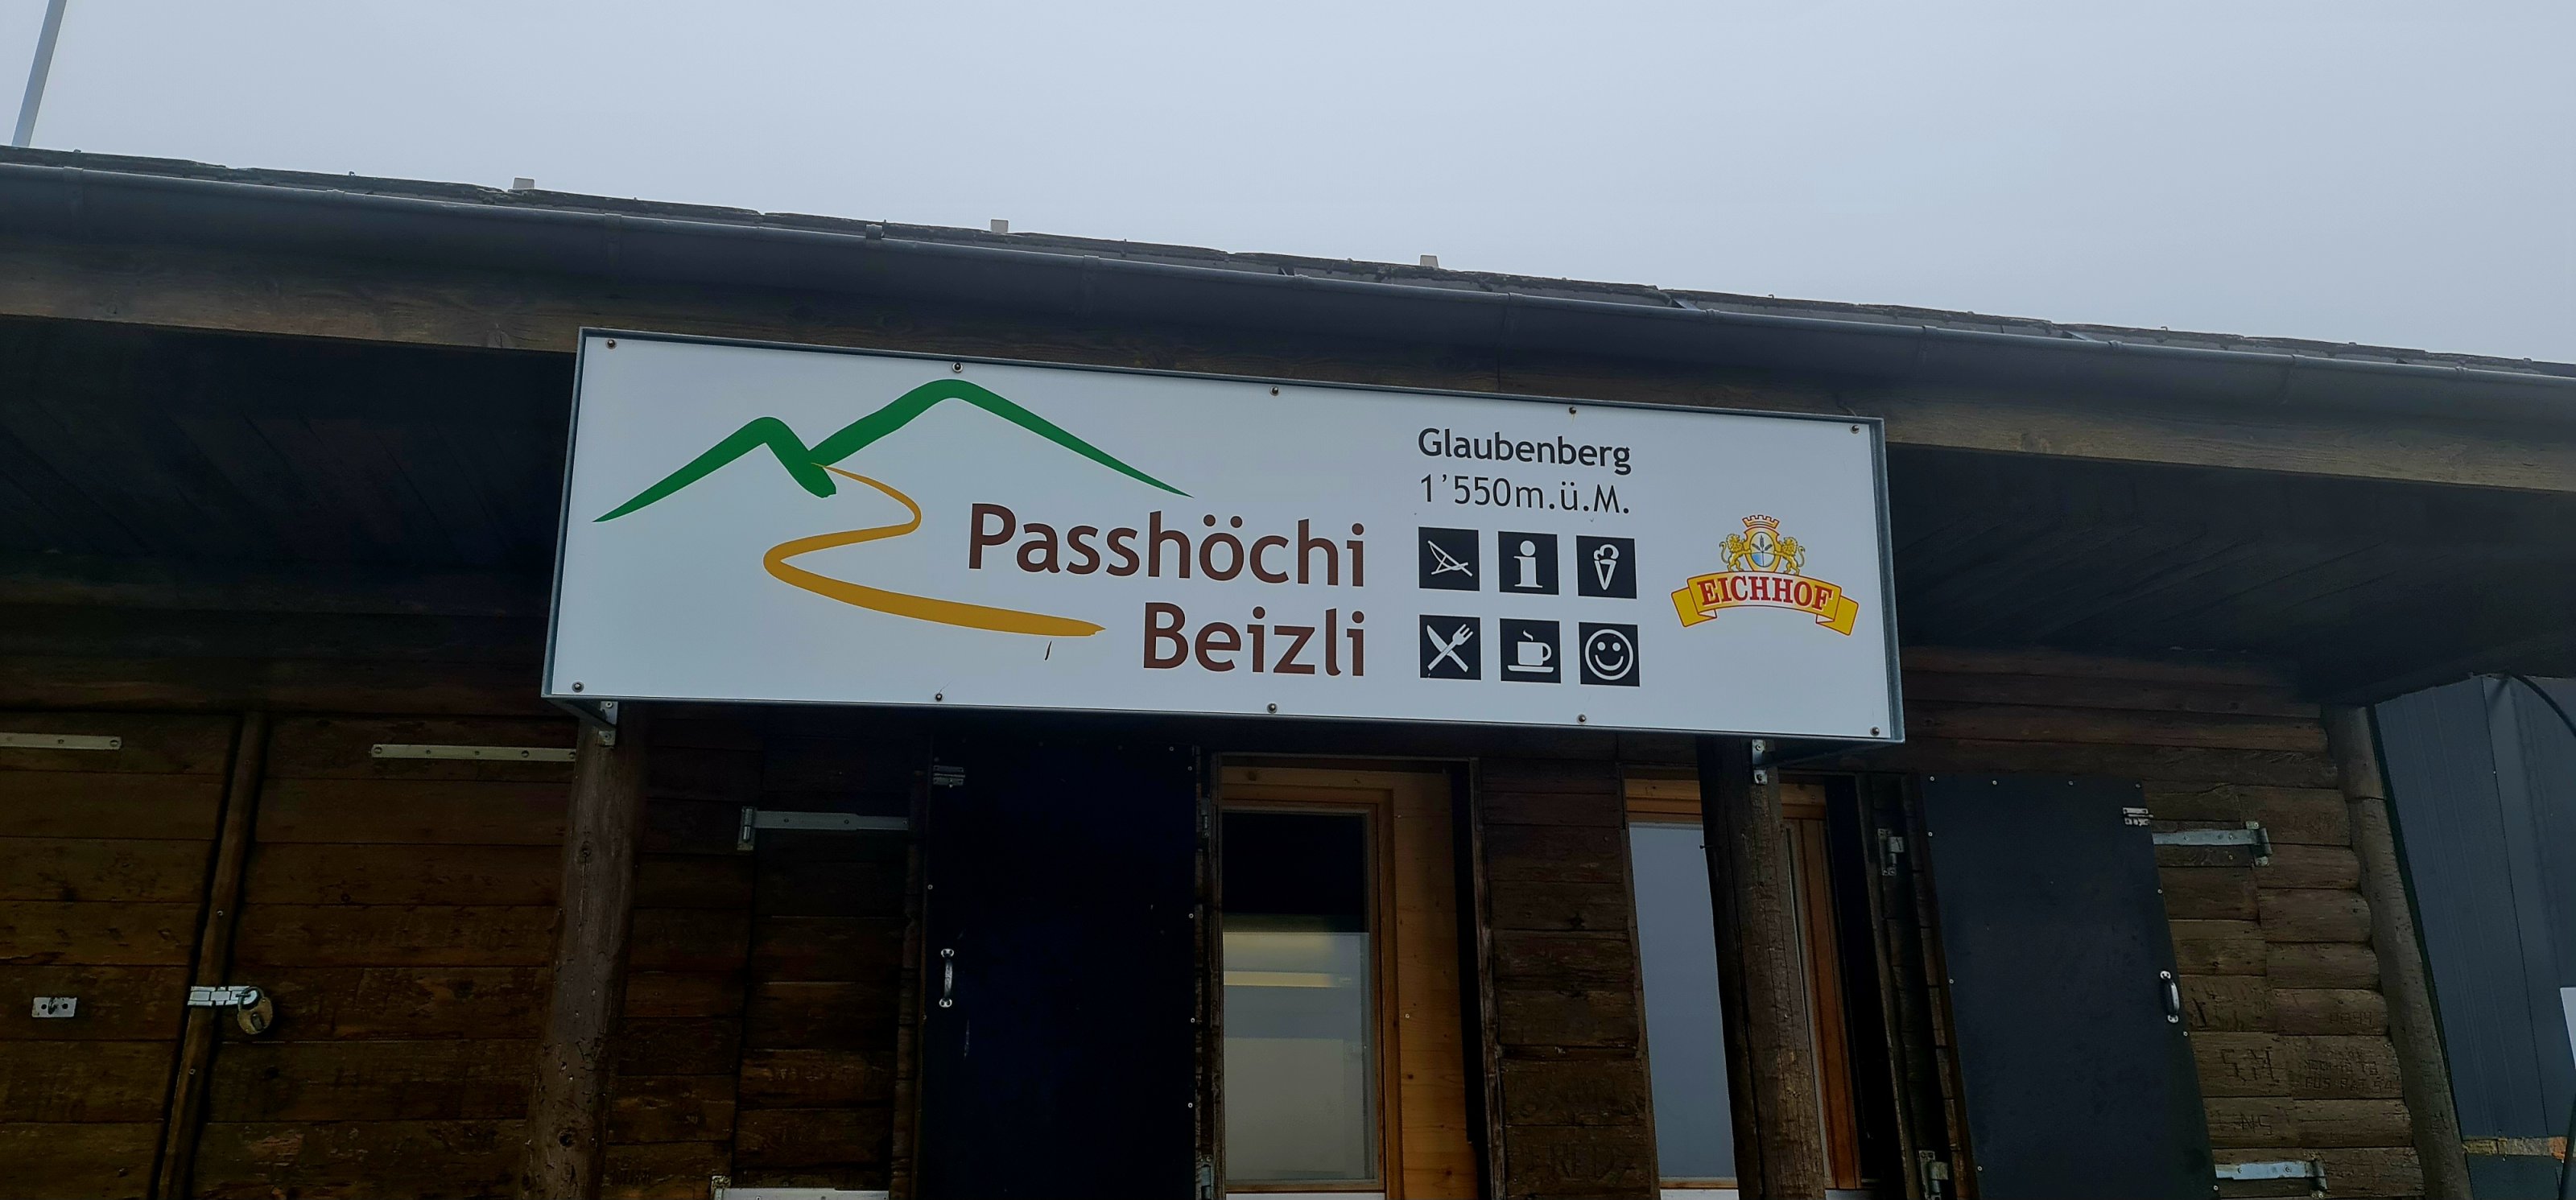 Passhöchi
Beizli
Glaubenberg
1'550m.ü.M.
EICHHOF